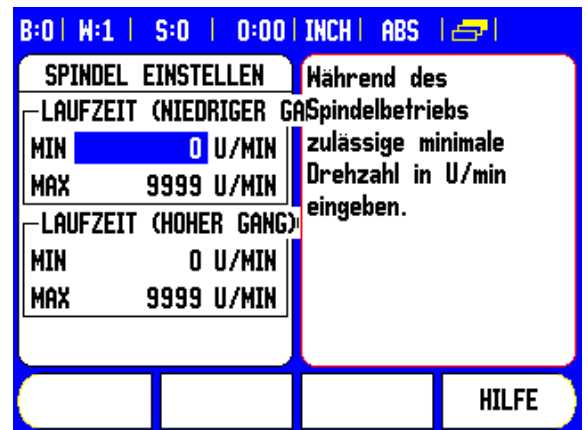 B:0 | W:1 | S:0 | 0:00 | INCH | ABS |
SPINDEL EINSTELLEN
LAUFZEIT (NIEDRIGER GA
MIN 0 U/MIN
MAX 9999 U/MIN
LAUFZEIT (HOHER GANG)
MIN 0 U/MIN
MAX 9999 U/MIN
Während des
Spindelbetriebs
zulässige minimale
Drehzahl in U/min
eingeben.
HILFE